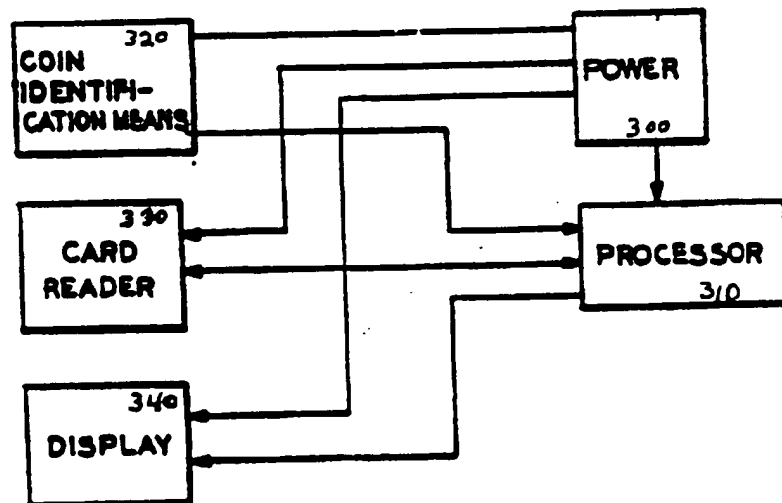 320
COIN
IDENTIFI-
CATION MEANS
POWER
300
330
CARD
READER
PROCESSOR
310
340
DISPLAY